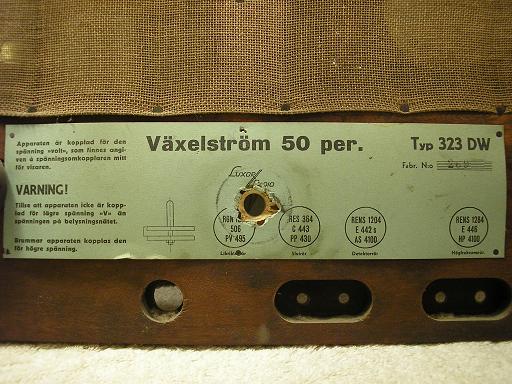 Växelström 50 per.
Typ 323 DW
Apparaten är kopplad för den
spänning »volt», som finnes angi-
ven å spänningsomkopplaren mitt
för visaren.
Fabr. N:o
LUXOR
RADIO
VARNING!
Tillse att apparaten icke är kopp-
lad för lägre spänning »V» än
spänningen på belysningsnätet.
Brummar apparaten kopplas den
för högre spänning.
506
PV 495
RES 364
C 443
PP 430
Slutrör.
RENS 1204
E 442 s
AS 4100
Detektorrör.
RENS 1284
E 446
HP 4100
Högfrekvensrör.